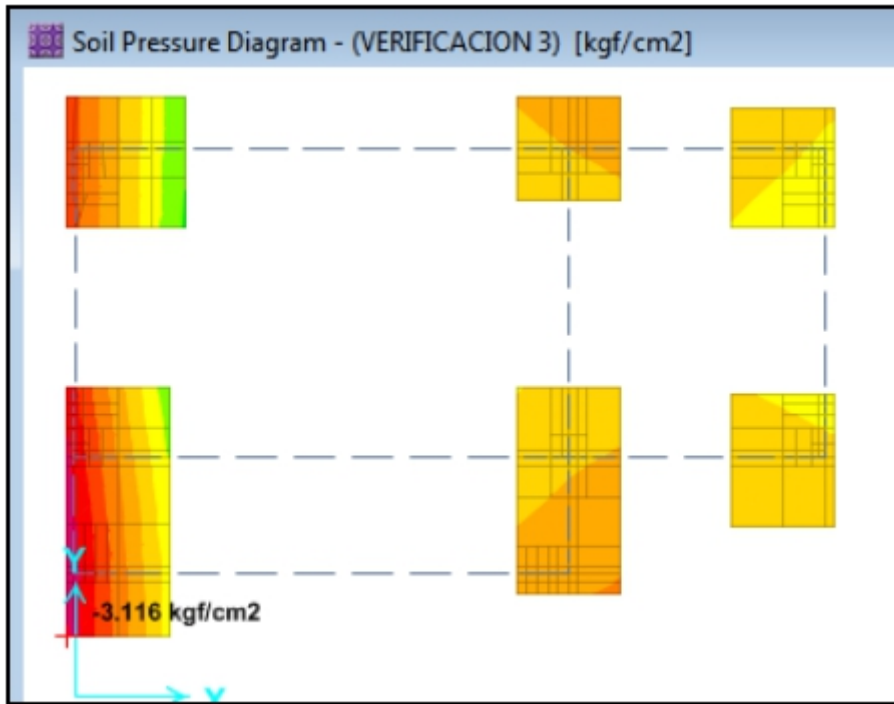 Soil Pressure Diagram - (VERIFICACION 3) [kgf/cm2]
Y
-3.116 kgf/cm2
X